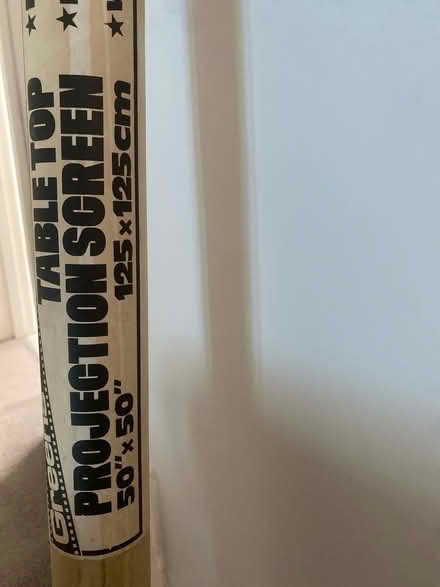 TABLE TOP
PROJECTION SCREEN
50" × 50" 125×125cm